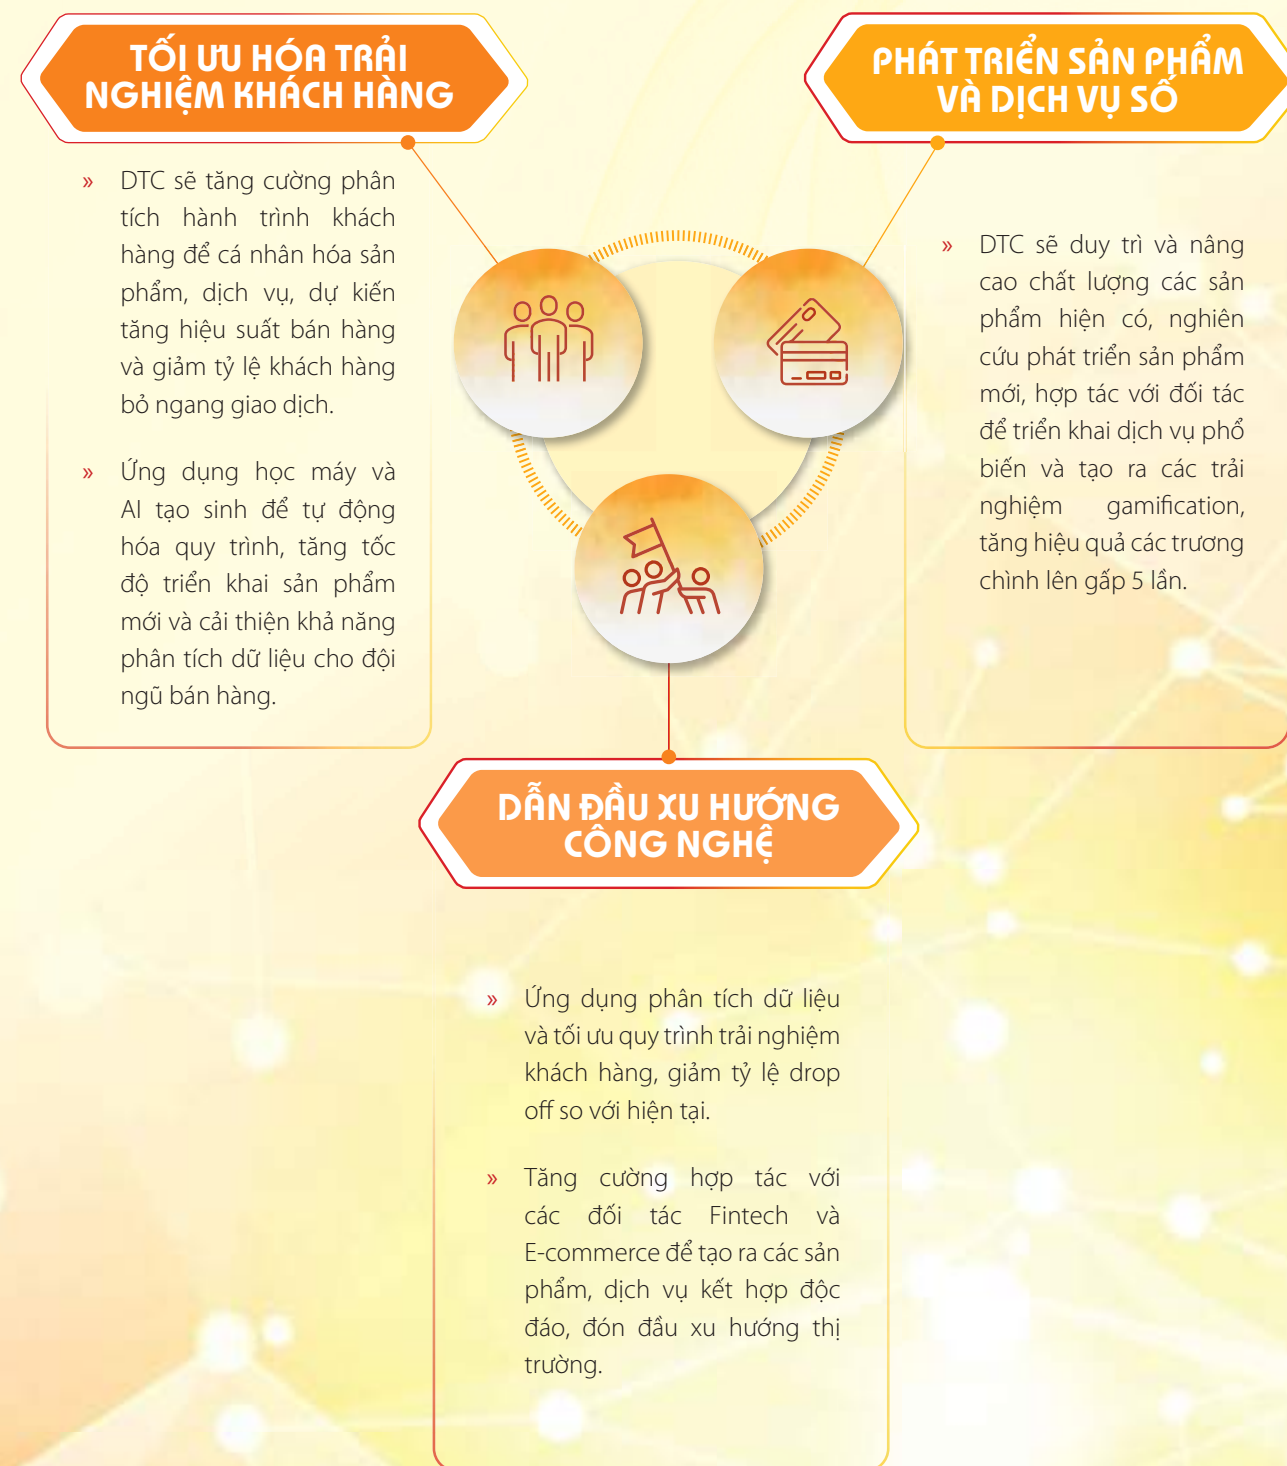 TỐI ƯU HÓA TRẢI
NGHIỆM KHÁCH HÀNG
» DTC sẽ tăng cường phân
tích hành trình khách
hàng để cá nhân hóa sản
phẩm, dịch vụ, dự kiến
tăng hiệu suất bán hàng
và giảm tỷ lệ khách hàng
bỏ ngang giao dịch.
» Ứng dụng học máy và
AI tạo sinh để tự động
hóa quy trình, tăng tốc
độ triển khai sản phẩm
mới và cải thiện khả năng
phân tích dữ liệu cho đội
ngũ bán hàng.
PHÁT TRIỂN SẢN PHẨM
VÀ DỊCH VỤ SỐ
» DTC sẽ duy trì và nâng
cao chất lượng các sản
phẩm hiện có, nghiên
cứu phát triển sản phẩm
mới, hợp tác với đối tác
để triển khai dịch vụ phổ
biến và tạo ra các trải
nghiệm gamification,
tăng hiệu quả các trương
chình lên gấp 5 lần.
DẪN ĐẦU XU HƯỚNG
CÔNG NGHỆ
» Ứng dụng phân tích dữ liệu
và tối ưu quy trình trải nghiệm
khách hàng, giảm tỷ lệ drop
off so với hiện tại.
» Tăng cường hợp tác với
các đối tác Fintech và
E-commerce để tạo ra các sản
phẩm, dịch vụ kết hợp độc
đáo, đón đầu xu hướng thị
trường.